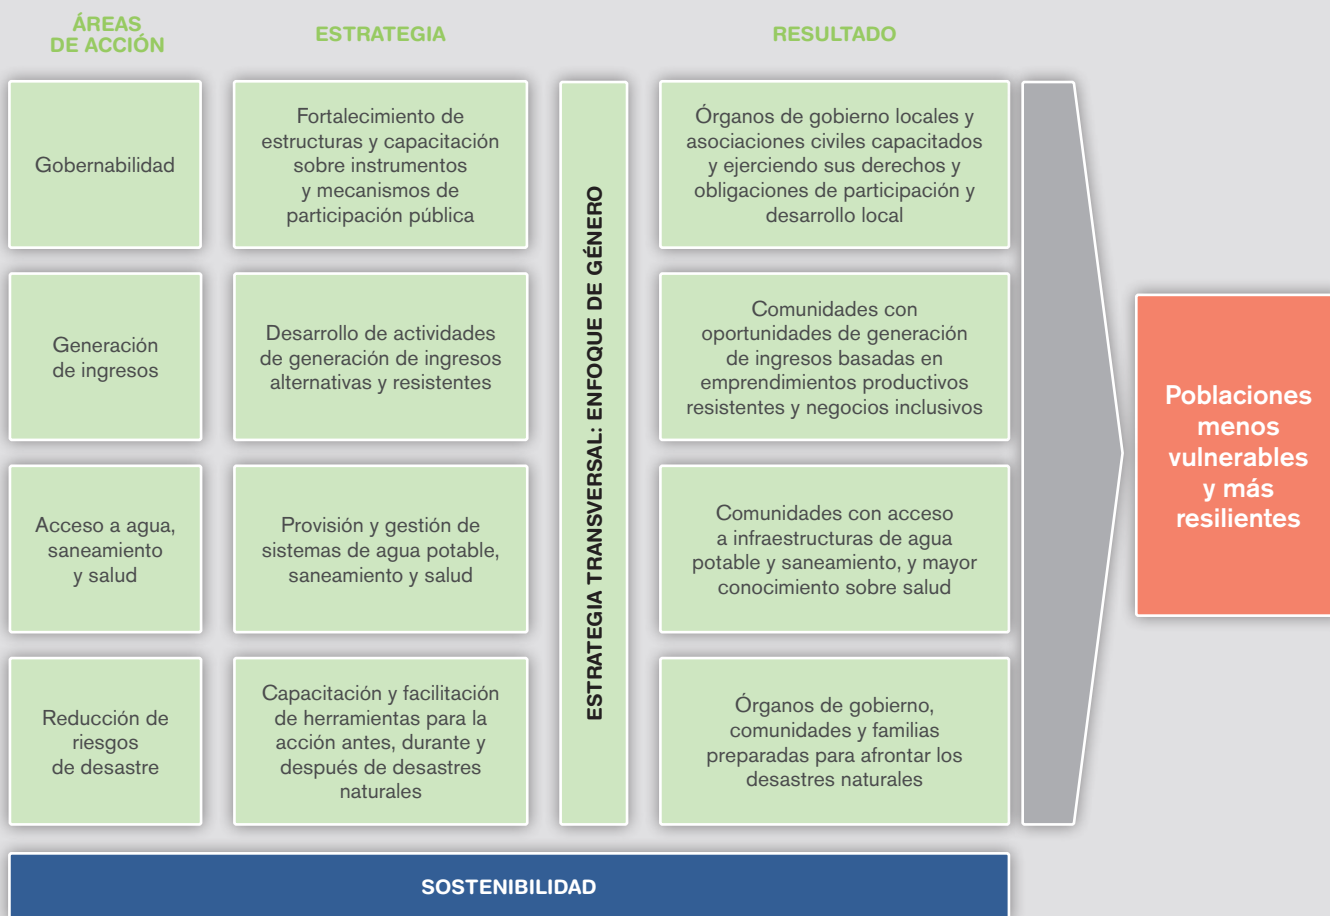 ÁREAS
DE ACCIÓN
ESTRATEGIA
RESULTADO
Gobernabilidad
Fortalecimiento de
estructuras y capacitación
sobre instrumentos
y mecanismos de
participación pública
Órganos de gobierno locales y
asociaciones civiles capacitados
y ejerciendo sus derechos y
obligaciones de participación y
desarrollo local
Generación
de ingresos
Desarrollo de actividades
de generación de ingresos
alternativas y resistentes
Comunidades con
oportunidades de generación
de ingresos basadas en
emprendimientos productivos
resistentes y negocios inclusivos
Acceso a agua,
saneamiento
y salud
Provisión y gestión de
sistemas de agua potable,
saneamiento y salud
Comunidades con acceso
a infraestructuras de agua
potable y saneamiento, y mayor
conocimiento sobre salud
Reducción de
riesgos
de desastre
Capacitación y facilitación
de herramientas para la
acción antes, durante y
después de desastres
naturales
Órganos de gobierno,
comunidades y familias
preparadas para afrontar los
desastres naturales
ESTRATEGIA TRANSVERSAL: ENFOQUE DE GÉNERO
Poblaciones
menos
vulnerables
y más
resilientes
SOSTENIBILIDAD